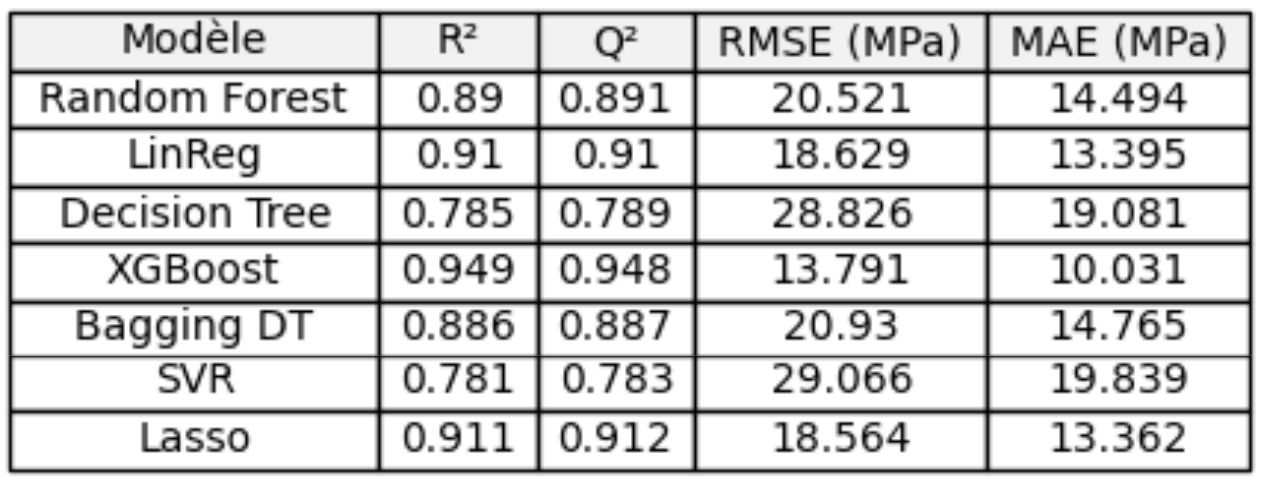 Modèle R² Q² RMSE (MPa) MAE (MPa)
Random Forest 0.89 0.891 20.521 14.494
LinReg 0.91 0.91 18.629 13.395
Decision Tree 0.785 0.789 28.826 19.081
XGBoost 0.949 0.948 13.791 10.031
Bagging DT 0.886 0.887 20.93 14.765
SVR 0.781 0.783 29.066 19.839
Lasso 0.911 0.912 18.564 13.362